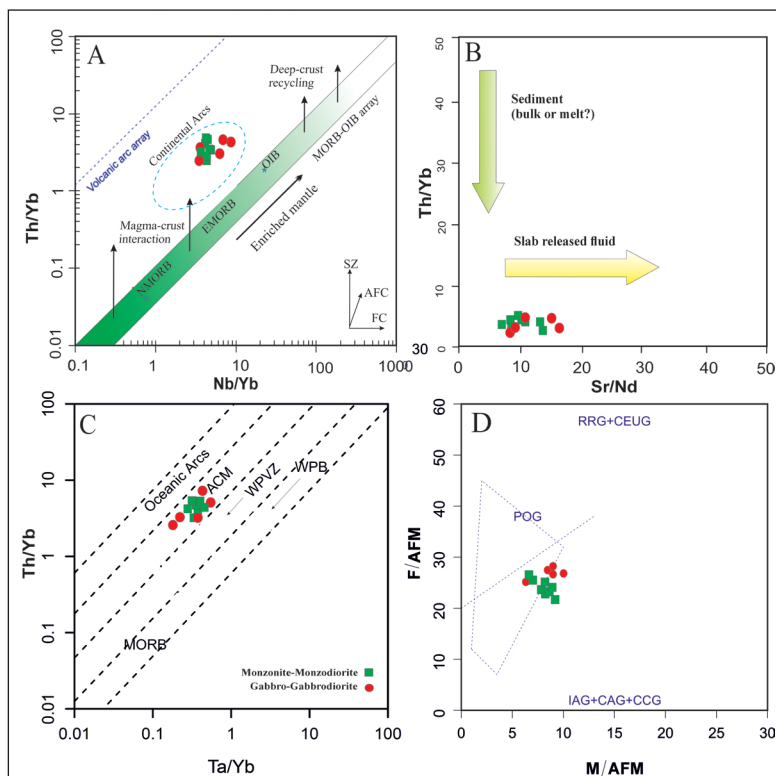 A
100
10
1
0.1
0.01
Th/Yb
0.1
1
10
100
1000
Nb/Yb
Volcanic arc array
Continental Arcs
Deep-crust
recycling
MORB-OIB array
OIB
EMORB
NMORB
Enriched mantle
Magma-crust
interaction
SZ
AFC
FC
B
50
40
30
20
10
0
Th/Yb
Sediment
(bulk or melt?)
Slab released fluid
0
30
0
10
20
30
40
50
Sr/Nd
C
100
10
1
0.1
0.01
Th/Yb
Oceanic Arcs
ACM
WPVZ
WPB
MORB
Monzonite-Monzodiorite
Gabbro-Gabbrodiorite
0.01
0.1
1
10
100
Ta/Yb
D
60
50
40
30
20
10
0
F/AFM
RRG+CEUG
POG
IAG+CAG+CCG
0
5
10
15
20
25
30
M/AFM